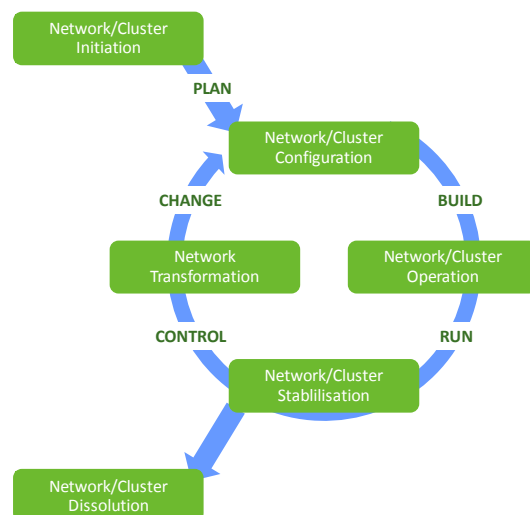 Network/Cluster
Initiation
PLAN
Network/Cluster
Configuration
CHANGE
BUILD
Network
Transformation
Network/Cluster
Operation
CONTROL
RUN
Network/Cluster
Stablilisation
Network/Cluster
Dissolution